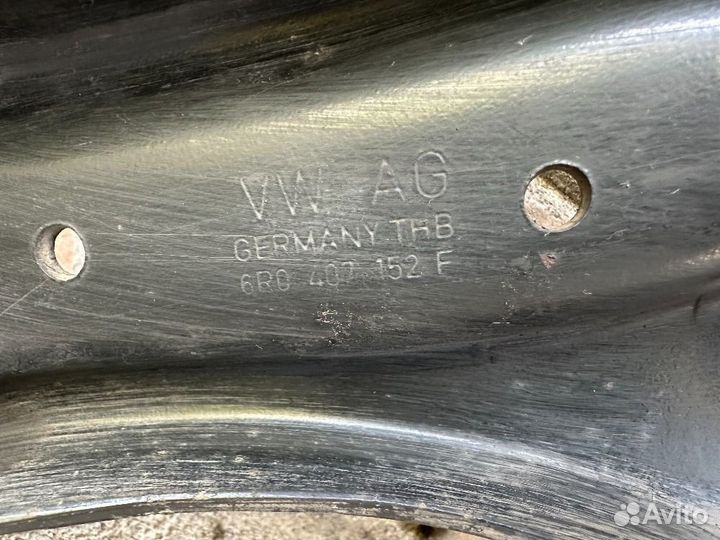 VW AG
GERMANY THB
6R0 407 152 F
Avito